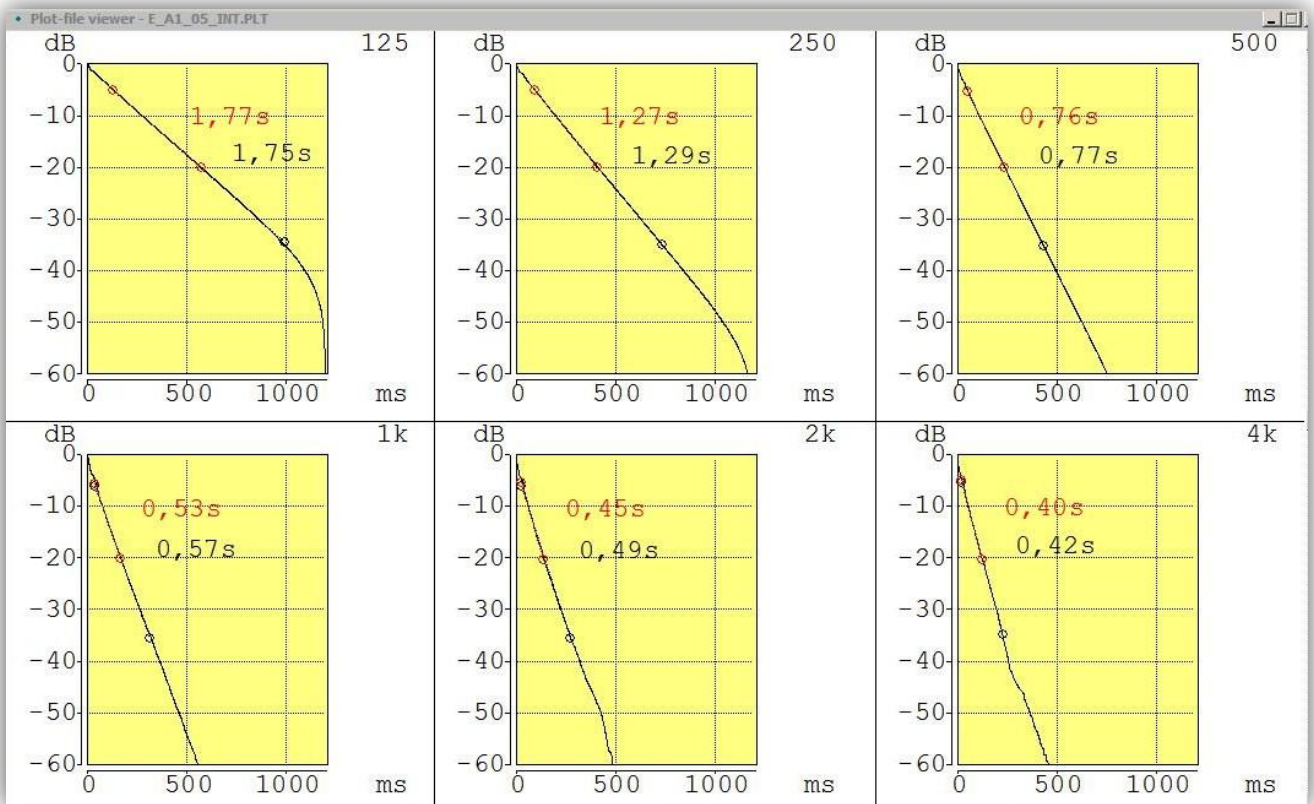 Plot-file viewer - E_A1_05_INT.PLT
dB 125
0
-10
-20
-30
-40
-50
-60
1,77s
1,75s
0 500 1000 ms
dB 250
0
-10
-20
-30
-40
-50
-60
1,27s
1,29s
0 500 1000 ms
dB 500
0
-10
-20
-30
-40
-50
-60
0,76s
0,77s
0 500 1000 ms
dB 1k
0
-10
-20
-30
-40
-50
-60
0,53s
0,57s
0 500 1000 ms
dB 2k
0
-10
-20
-30
-40
-50
-60
0,45s
0,49s
0 500 1000 ms
dB 4k
0
-10
-20
-30
-40
-50
-60
0,40s
0,42s
0 500 1000 ms